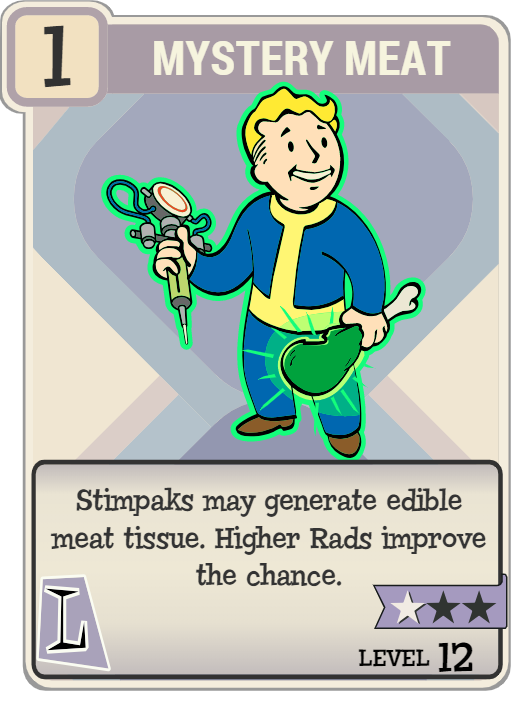 1
MYSTERY MEAT
Stimpaks may generate edible
meat tissue. Higher Rads improve
the chance.
L
LEVEL 12